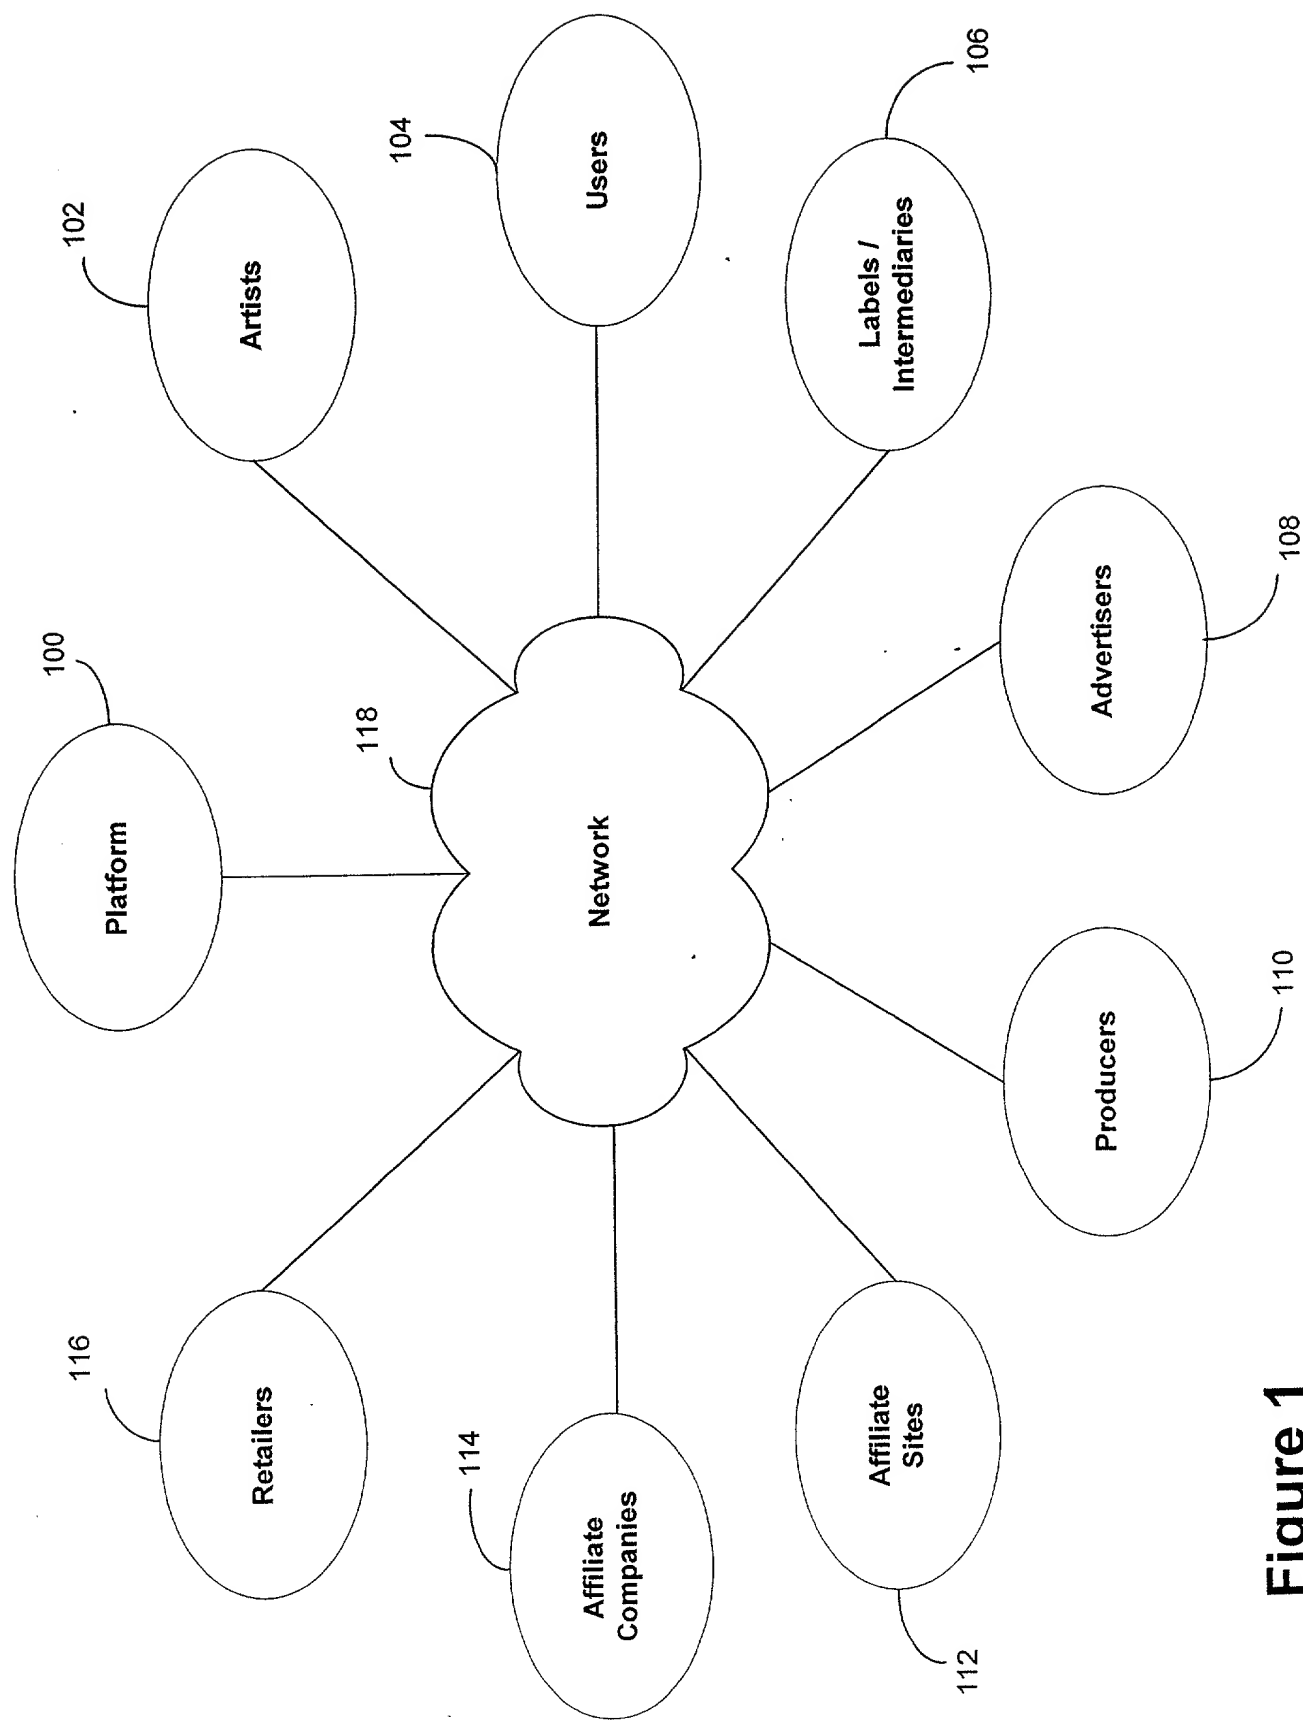 100
Platform
102
Artists
104
Users
106
Labels /
Intermediaries
108
Advertisers
110
Producers
112
Affiliate
Sites
114
Affiliate
Companies
116
Retailers
118
Network
Figure 1